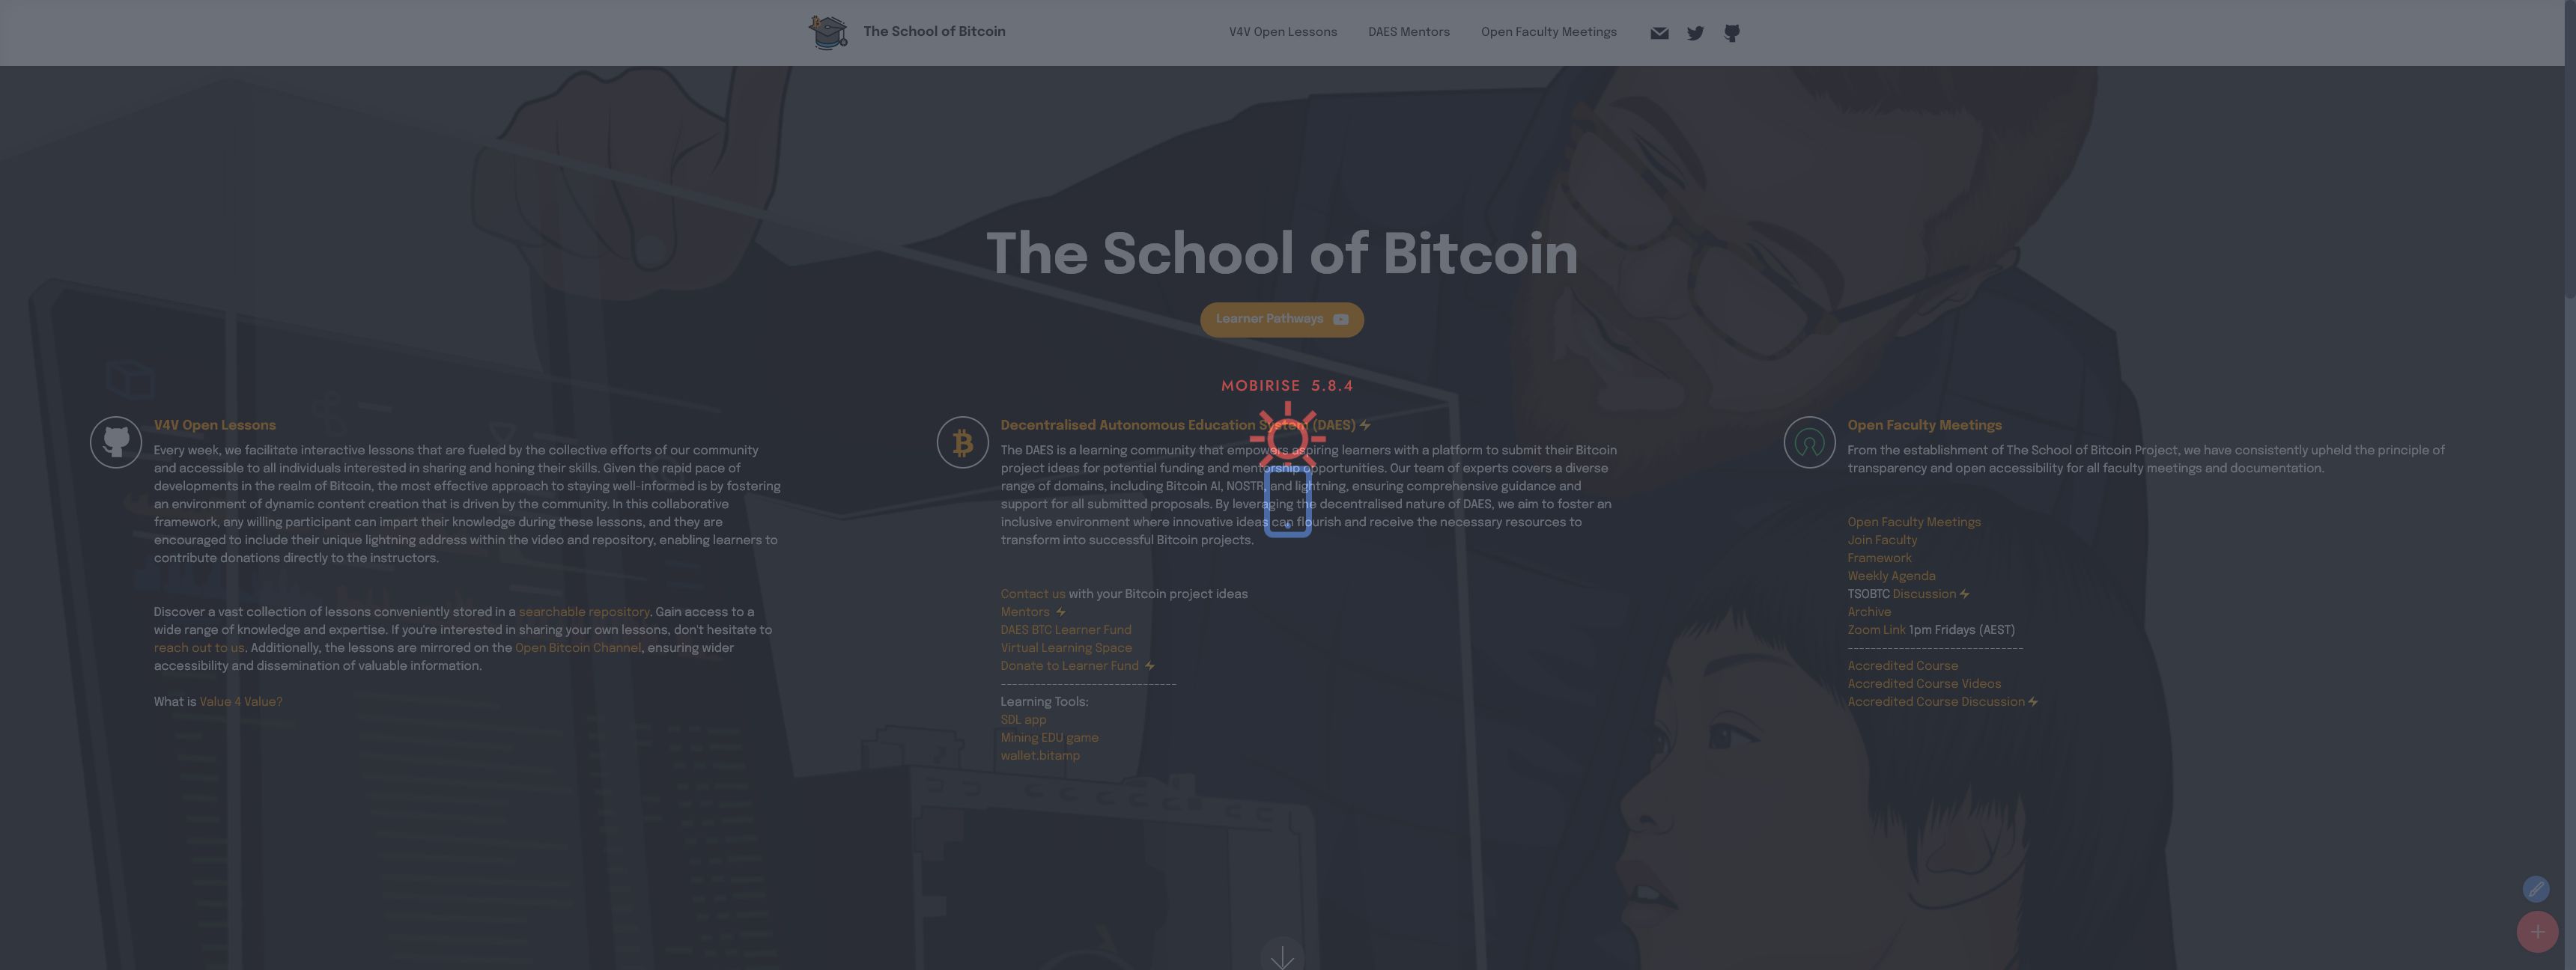 The School of Bitcoin
V4V Open Lessons
DAES Mentors
Open Faculty Meetings
The School of Bitcoin
Learner Pathways
MOBIRISE 5.8.4
V4V Open Lessons
Every week, we facilitate interactive lessons that are fueled by the collective efforts of our community
and accessible to all individuals interested in sharing and honing their skills. Given the rapid pace of
developments in the realm of Bitcoin, the most effective approach to staying well-informed is by fostering
an environment of dynamic content creation that is driven by the community. In this collaborative
framework, any willing participant can impart their knowledge during these lessons, and they are
encouraged to include their unique lightning address within the video and repository, enabling learners to
contribute donations directly to the instructors.
Discover a vast collection of lessons conveniently stored in a searchable repository. Gain access to a
wide range of knowledge and expertise. If you're interested in sharing your own lessons, don't hesitate to
reach out to us. Additionally, the lessons are mirrored on the Open Bitcoin Channel, ensuring wider
accessibility and dissemination of valuable information.
What is Value 4 Value?
Decentralised Autonomous Education System (DAES)
The DAES is a learning community that empowers aspiring learners with a platform to submit their Bitcoin
project ideas for potential funding and mentorship opportunities. Our team of experts covers a diverse
range of domains, including Bitcoin AI, NOSTR, and lightning, ensuring comprehensive guidance and
support for all submitted proposals. By leveraging the decentralised nature of DAES, we aim to foster an
inclusive environment where innovative ideas can flourish and receive the necessary resources to
transform into successful Bitcoin projects.
Contact us with your Bitcoin project ideas
Mentors
DAES BTC Learner Fund
Virtual Learning Space
Donate to Learner Fund
-------------------------------
Learning Tools:
SDL app
Mining EDU game
wallet.bitamp
Open Faculty Meetings
From the establishment of The School of Bitcoin Project, we have consistently upheld the principle of
transparency and open accessibility for all faculty meetings and documentation.
Open Faculty Meetings
Join Faculty
Framework
Weekly Agenda
TSOBTC Discussion
Archive
Zoom Link 1pm Fridays (AEST)
-------------------------------
Accredited Course
Accredited Course Videos
Accredited Course Discussion